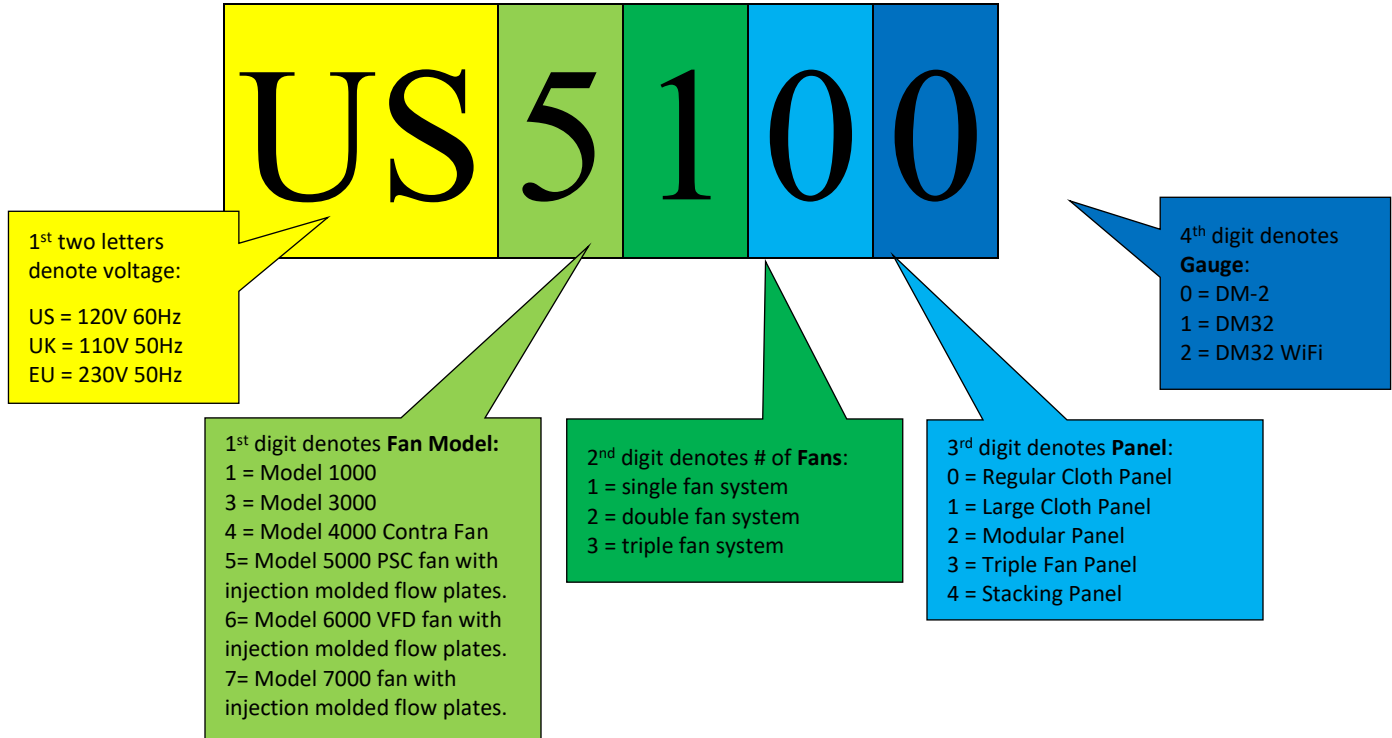 US5100
1st two letters
denote voltage:
US = 120V 60Hz
UK = 110V 50Hz
EU = 230V 50Hz
1st digit denotes Fan Model:
1 = Model 1000
3 = Model 3000
4 = Model 4000 Contra Fan
5= Model 5000 PSC fan with
injection molded flow plates.
6= Model 6000 VFD fan with
injection molded flow plates.
7= Model 7000 fan with
injection molded flow plates.
2nd digit denotes # of Fans:
1 = single fan system
2 = double fan system
3 = triple fan system
3rd digit denotes Panel:
0 = Regular Cloth Panel
1 = Large Cloth Panel
2 = Modular Panel
3 = Triple Fan Panel
4 = Stacking Panel
4th digit denotes
Gauge:
0 = DM-2
1 = DM32
2 = DM32 WiFi